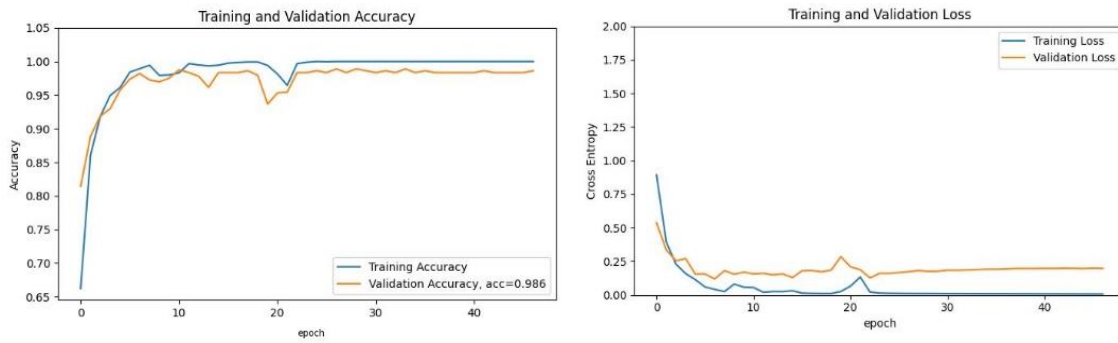 Training and Validation Accuracy
1.05
1.00
0.95
0.90
0.85
0.80
0.75
0.70
0.65
Accuracy
0
10
20
30
40
epoch
Training Accuracy
Validation Accuracy, acc=0.986
Training and Validation Loss
2.00
1.75
1.50
1.25
1.00
0.75
0.50
0.25
0.00
Cross Entropy
0
10
20
30
40
epoch
Training Loss
Validation Loss